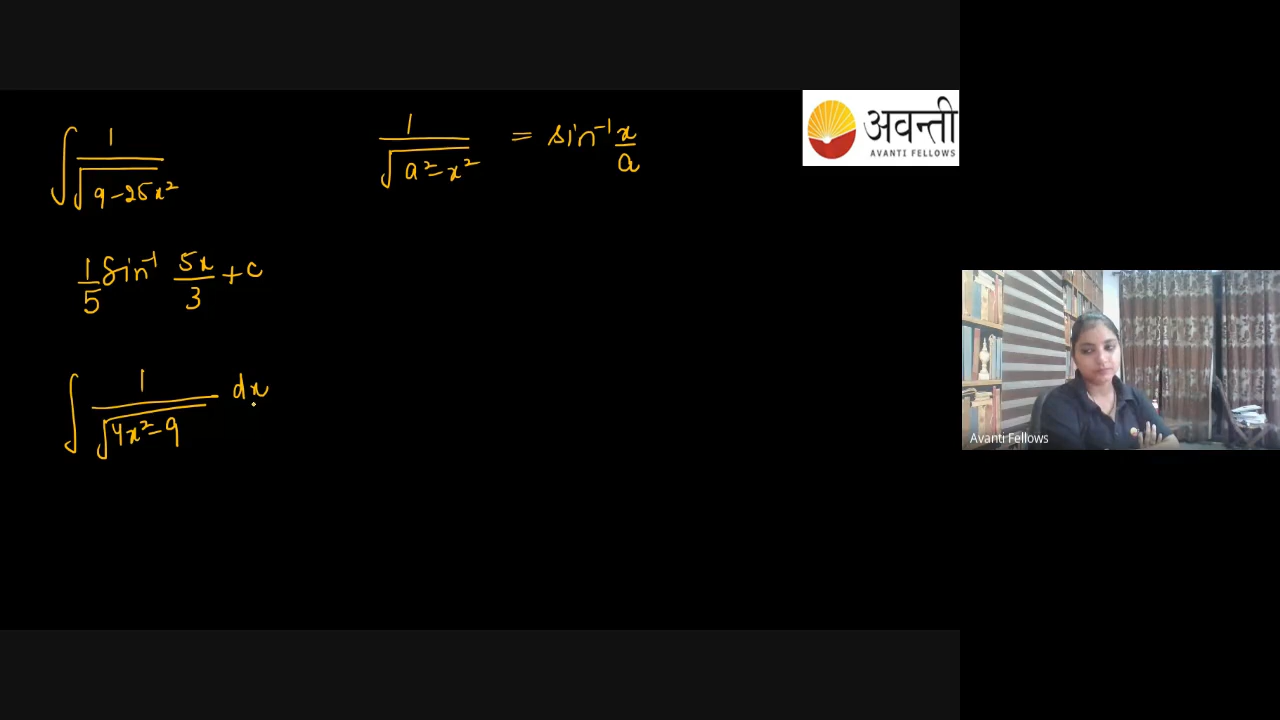 ∫ 1/√(9-25x²)
1/√(a²-x²) = sin⁻¹ x/a
1/5 Sin⁻¹ 5x/3 + c
∫ 1/√(4x²-9) dx
अवन्ती
AVANTI FELLOWS
Avanti Fellows